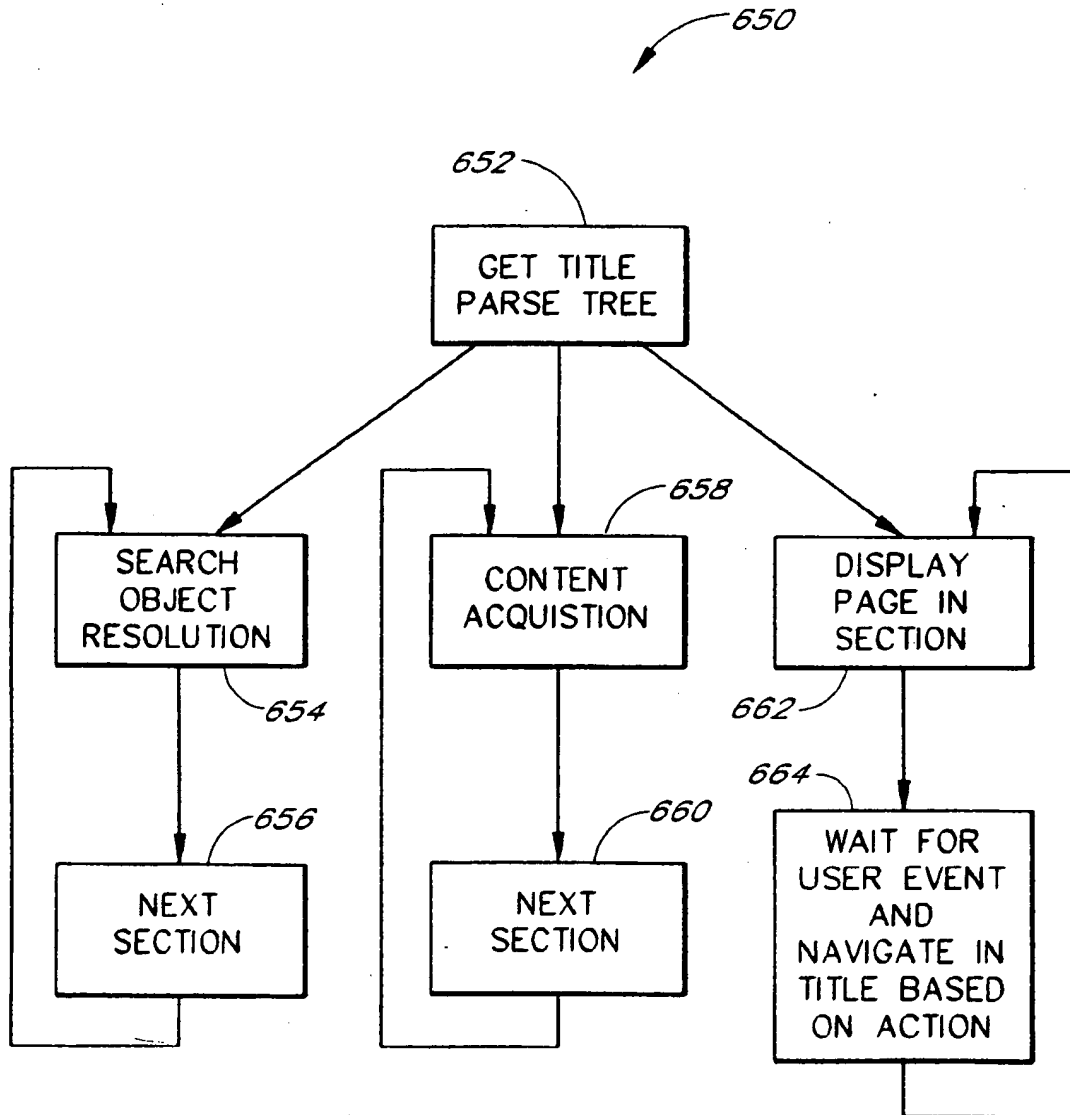 650
652
GET TITLE
PARSE TREE
658
SEARCH
OBJECT
RESOLUTION
654
CONTENT
ACQUISTION
DISPLAY
PAGE IN
SECTION
662
656
NEXT
SECTION
660
NEXT
SECTION
664
WAIT FOR
USER EVENT
AND
NAVIGATE IN
TITLE BASED
ON ACTION